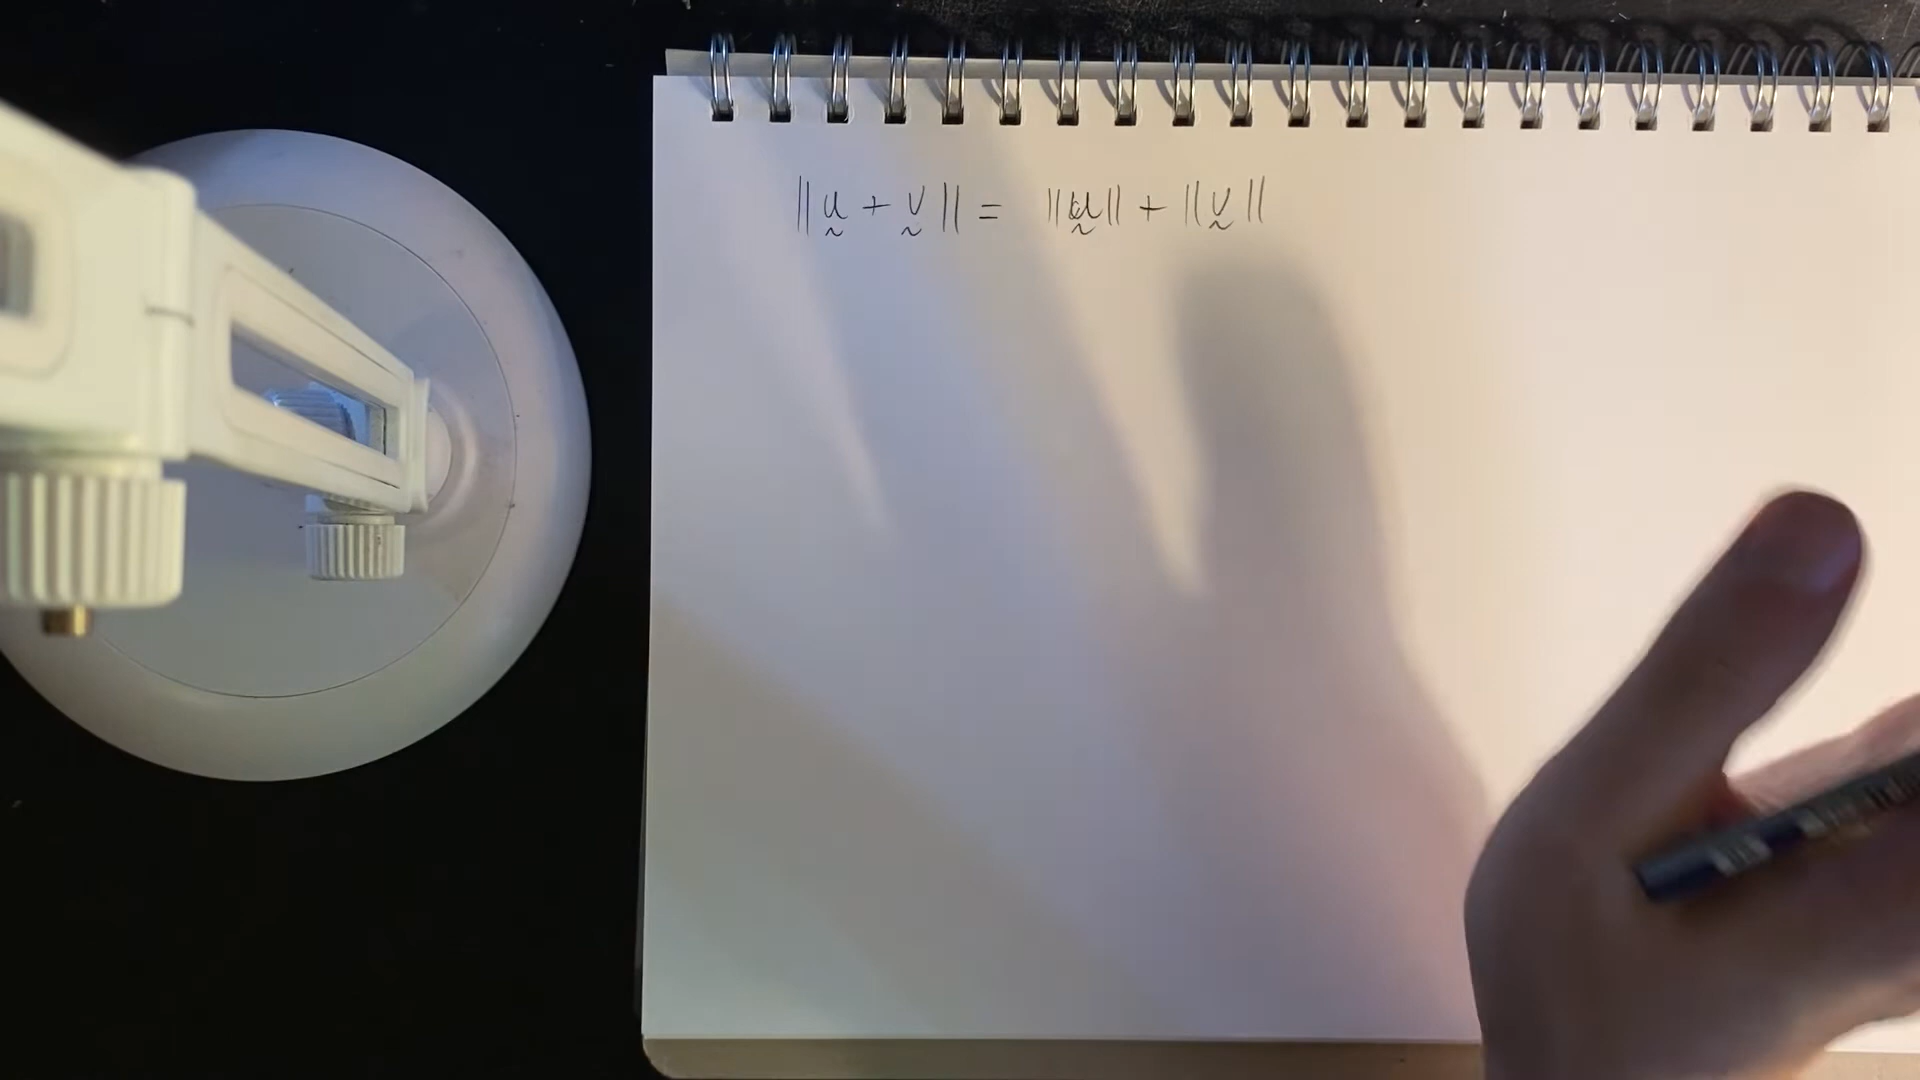 ||u + v|| = ||u|| + ||v||